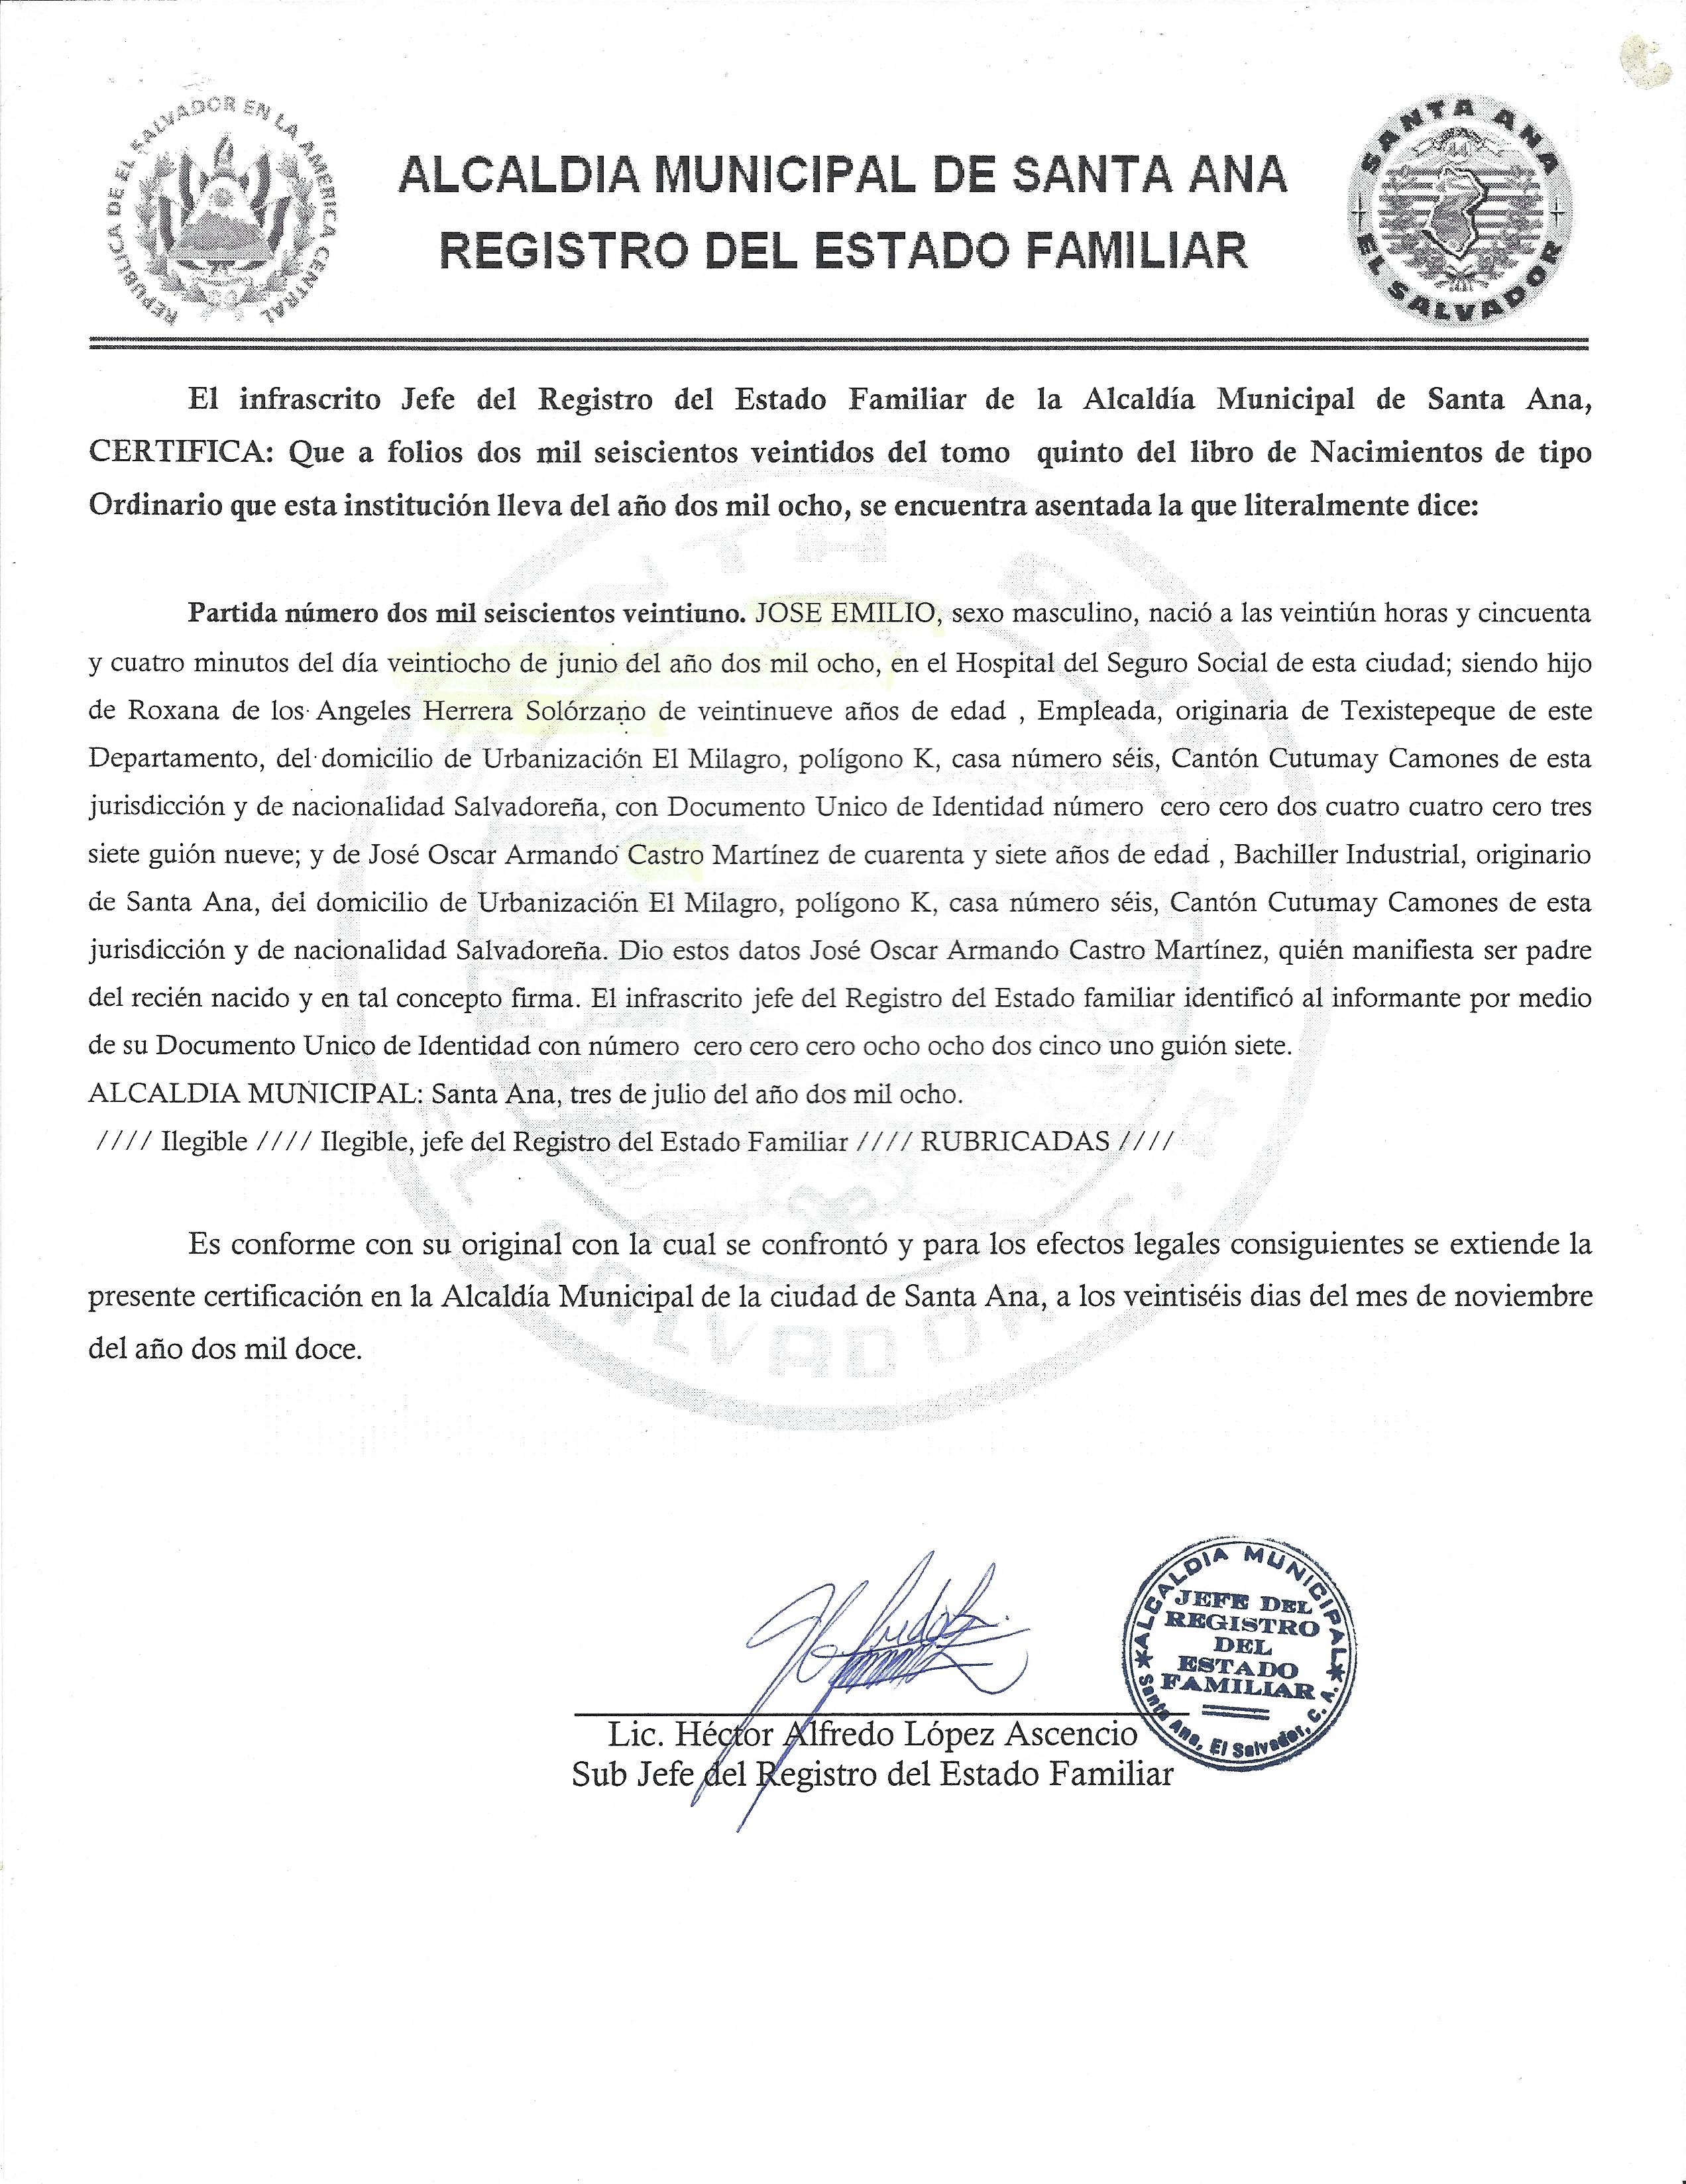 REPUBLICA DE EL SALVADOR EN LA AMERICA CENTRAL
SANTA ANA
EL SALVADOR
ALCALDIA MUNICIPAL DE SANTA ANA
REGISTRO DEL ESTADO FAMILIAR
El infrascrito Jefe del Registro del Estado Familiar de la Alcaldía Municipal de Santa Ana,
CERTIFICA: Que a folios dos mil seiscientos veintidos del tomo quinto del libro de Nacimientos de tipo
Ordinario que esta institución lleva del año dos mil ocho, se encuentra asentada la que literalmente dice:
Partida número dos mil seiscientos veintiuno. JOSE EMILIO, sexo masculino, nació a las veintiún horas y cincuenta
y cuatro minutos del día veintiocho de junio del año dos mil ocho, en el Hospital del Seguro Social de esta ciudad; siendo hijo
de Roxana de los Angeles Herrera Solórzano de veintinueve años de edad , Empleada, originaria de Texistepeque de este
Departamento, del domicilio de Urbanización El Milagro, polígono K, casa número séis, Cantón Cutumay Camones de esta
jurisdicción y de nacionalidad Salvadoreña, con Documento Unico de Identidad número cero cero dos cuatro cuatro cero tres
siete guión nueve; y de José Oscar Armando Castro Martínez de cuarenta y siete años de edad , Bachiller Industrial, originario
de Santa Ana, del domicilio de Urbanización El Milagro, polígono K, casa número séis, Cantón Cutumay Camones de esta
jurisdicción y de nacionalidad Salvadoreña. Dio estos datos José Oscar Armando Castro Martínez, quién manifiesta ser padre
del recién nacido y en tal concepto firma. El infrascrito jefe del Registro del Estado familiar identificó al informante por medio
de su Documento Unico de Identidad con número cero cero cero ocho ocho dos cinco uno guión siete.
ALCALDIA MUNICIPAL: Santa Ana, tres de julio del año dos mil ocho.
//// Ilegible //// Ilegible, jefe del Registro del Estado Familiar //// RUBRICADAS ////
Es conforme con su original con la cual se confrontó y para los efectos legales consiguientes se extiende la
presente certificación en la Alcaldía Municipal de la ciudad de Santa Ana, a los veintiséis dias del mes de noviembre
del año dos mil doce.
ALCALDIA MUNICIPAL
JEFE DEL
REGISTRO
DEL
ESTADO
FAMILIAR
Santa Ana, El Salvador, C. A.
Lic. Héctor Alfredo López Ascencio
Sub Jefe del Registro del Estado Familiar